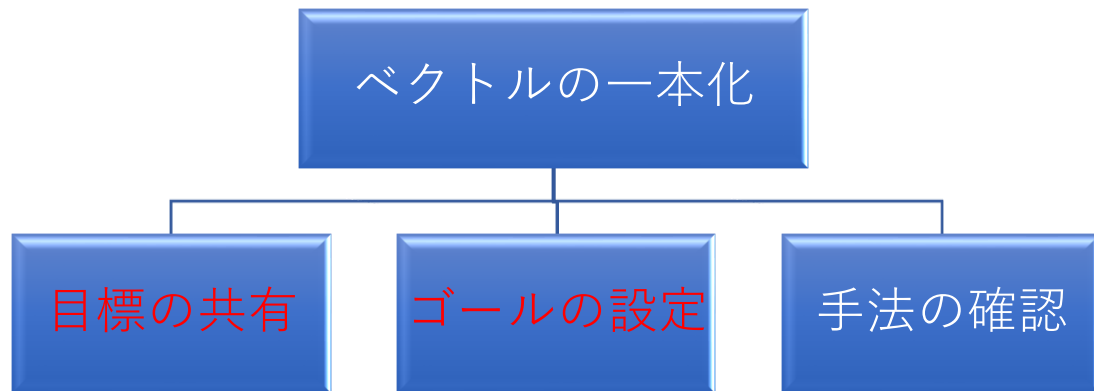 ベクトルの一本化
目標の共有
ゴールの設定
手法の確認